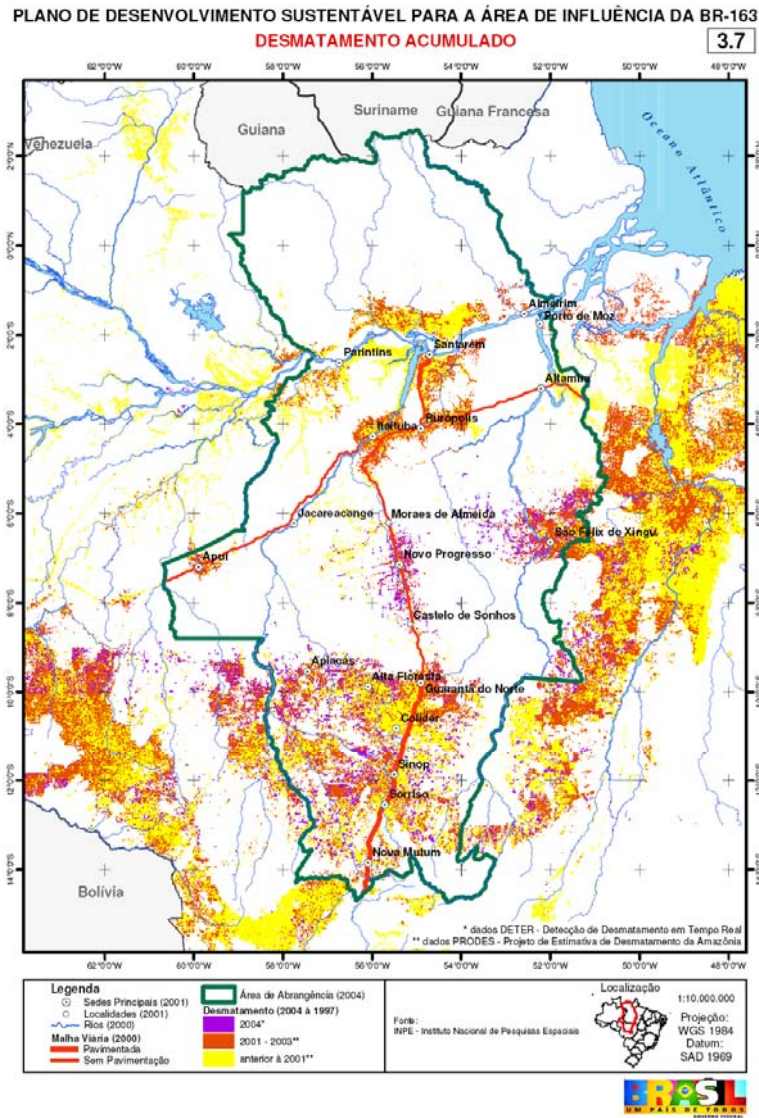 PLANO DE DESENVOLVIMENTO SUSTENTÁVEL PARA A ÁREA DE INFLUÊNCIA DA BR-163
DESMATAMENTO ACUMULADO
3.7
62°0'0"W 60°0'0"W 58°0'0"W 56°0'0"W 54°0'0"W 52°0'0"W 50°0'0"W 48°0'0"W
Suriname
Guiana Francesa
Guiana
Venezuela
Oceano Atlântico
2°0'0"N
0°0'0"N
2°0'0"S
4°0'0"S
6°0'0"S
8°0'0"S
10°0'0"S
12°0'0"S
14°0'0"S
Almeirim
Porto de Moz
Santarém
Parintins
Altamira
Rurópolis
Itaituba
Jacareacanga
Moraes de Almeida
São Felix do Xingu
Novo Progresso
Apuí
Castelo de Sonhos
Apiacás
Alta Floresta
Guaranta do Norte
Colider
Sinop
Sorriso
Nova Mutum
Bolívia
* dados DETER - Detecção de Desmatamento em Tempo Real
** dados PRODES - Projeto de Estimativa de Desmatamento da Amazônia
62°0'0"W 60°0'0"W 58°0'0"W 56°0'0"W 54°0'0"W 52°0'0"W 50°0'0"W 48°0'0"W
Legenda
Sedes Principais (2001)
Localidades (2001)
Rios (2000)
Malha Viária (2000)
Pavimentada
Sem Pavimentação
Área de Abrangência (2004)
Desmatamento (2004 à 1997)
2004*
2001 - 2003**
anterior à 2001**
Fonte:
INPE - Instituto Nacional de Pesquisas Espaciais
Localização
1:10.000.000
Projeção:
WGS 1984
Datum:
SAD 1969
BRASIL
UM PAÍS DE TODOS
GOVERNO FEDERAL